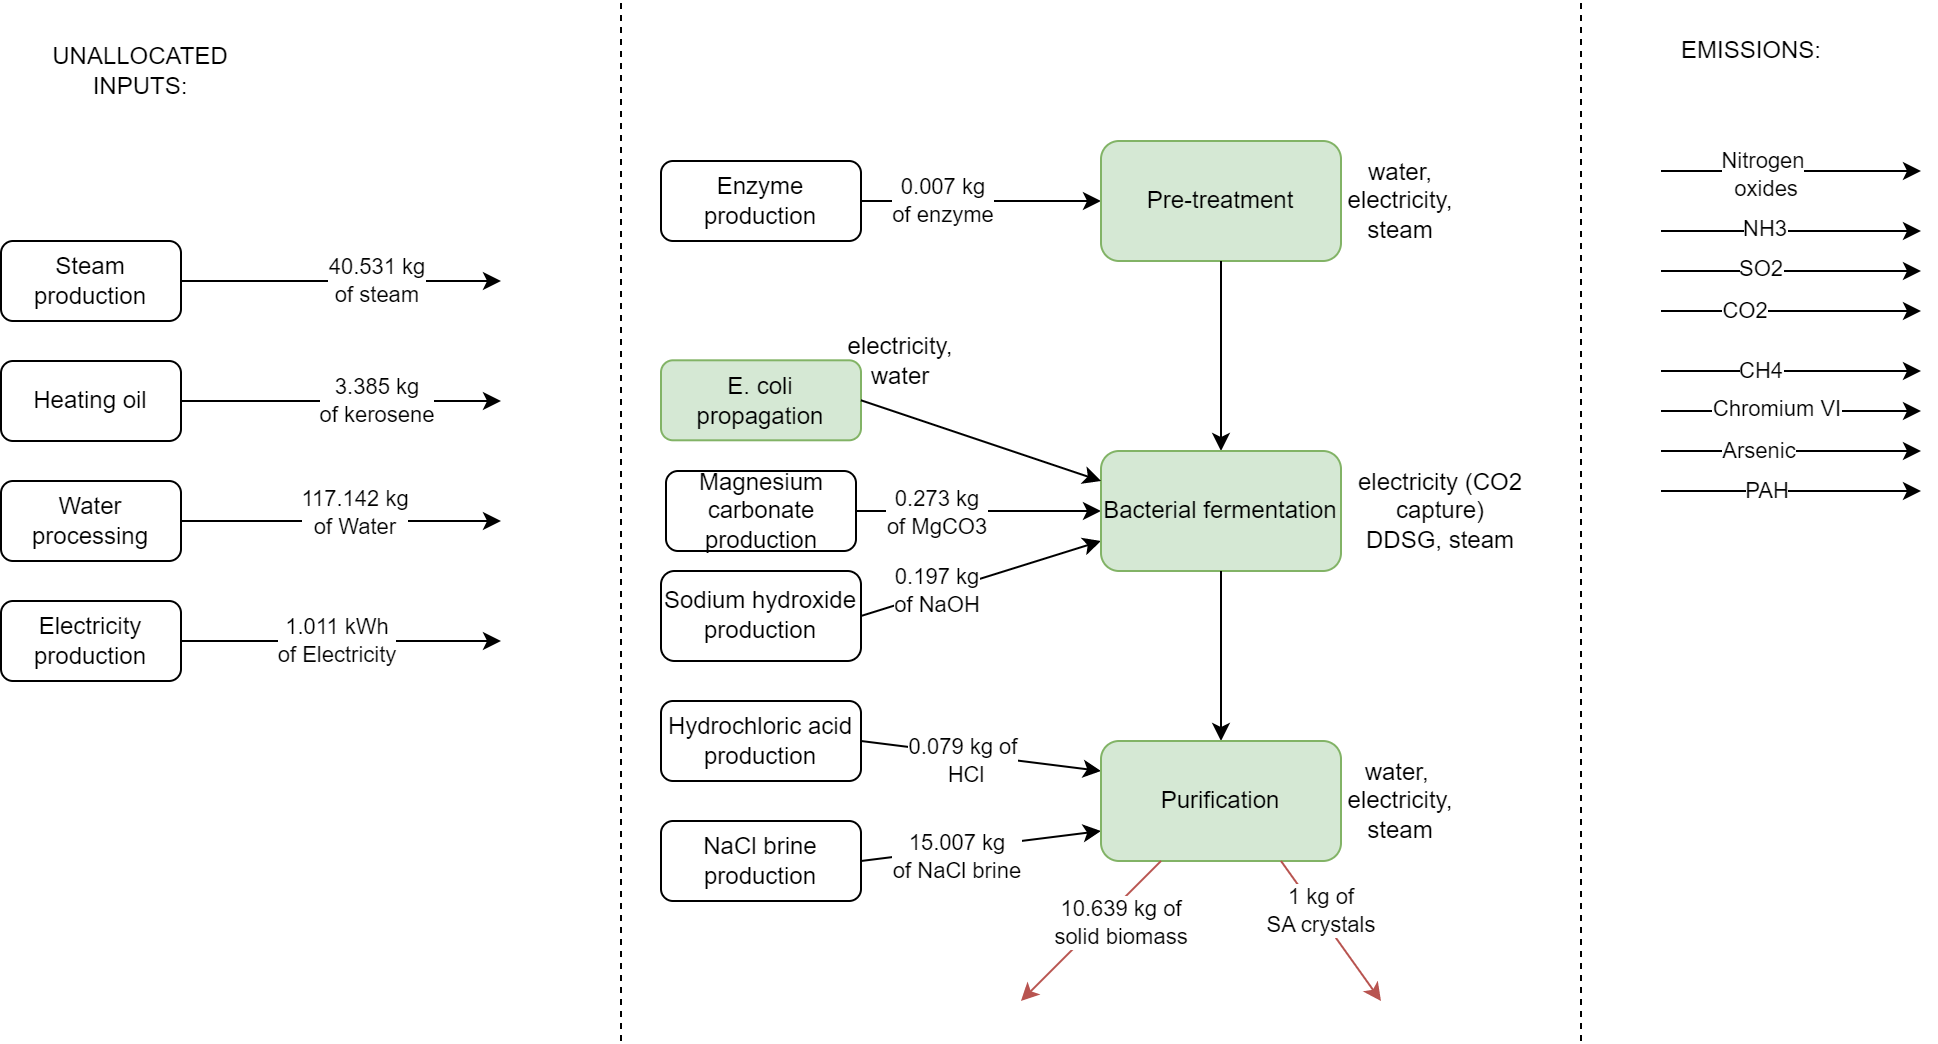 UNALLOCATED
INPUTS:
Steam
production
40.531 kg
of steam
Heating oil
3.385 kg
of kerosene
Water
processing
117.142 kg
of Water
Electricity
production
1.011 kWh
of Electricity
Enzyme
production
0.007 kg
of enzyme
Pre-treatment
water,
electricity,
steam
electricity,
water
E. coli
propagation
Magnesium
carbonate
production
0.273 kg
of MgCO3
Bacterial fermentation
electricity (CO2
capture)
DDSG, steam
Sodium hydroxide
production
0.197 kg
of NaOH
Hydrochloric acid
production
0.079 kg of
HCl
Purification
water,
electricity,
steam
NaCl brine
production
15.007 kg
of NaCl brine
10.639 kg of
solid biomass
1 kg of
SA crystals
EMISSIONS:
Nitrogen
oxides
NH3
SO2
CO2
CH4
Chromium VI
Arsenic
PAH